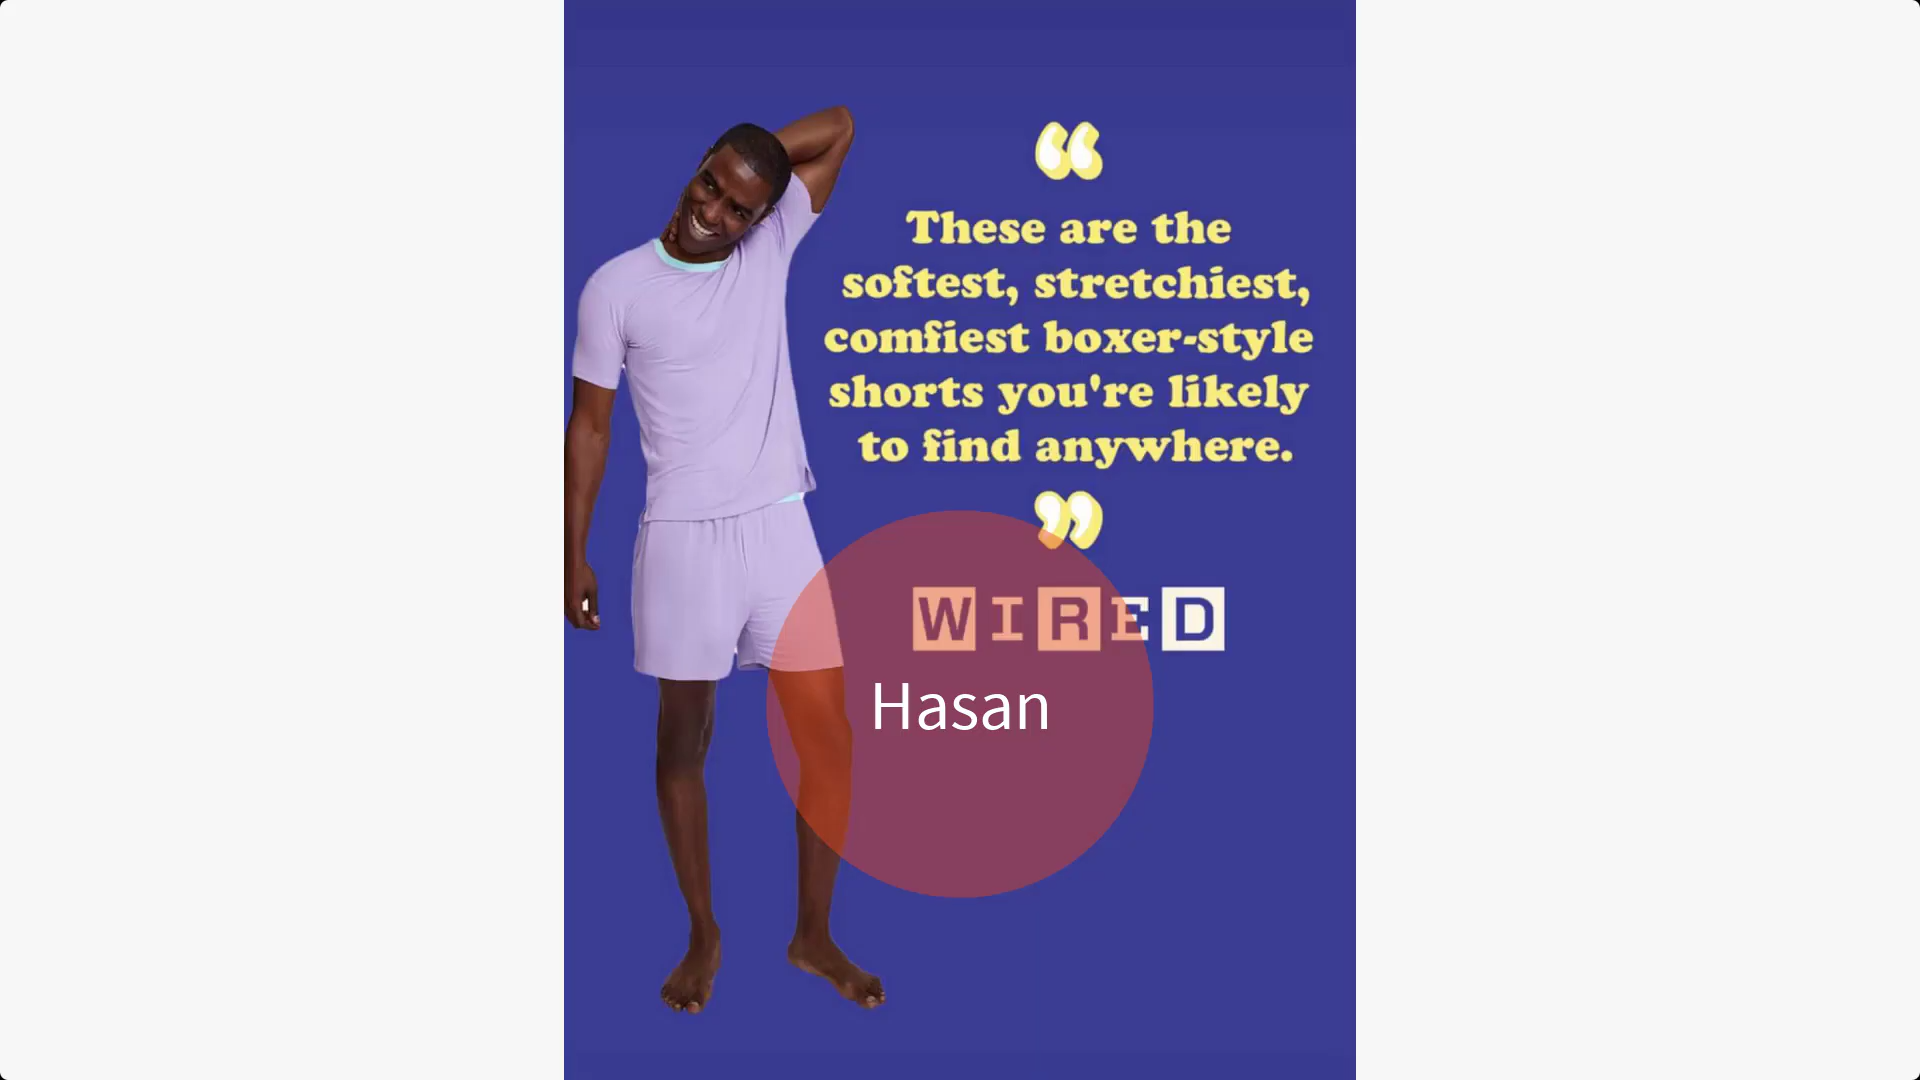 “
These are the
softest, stretchiest,
comfiest boxer-style
shorts you're likely
to find anywhere.
”
WIRED
Hasan